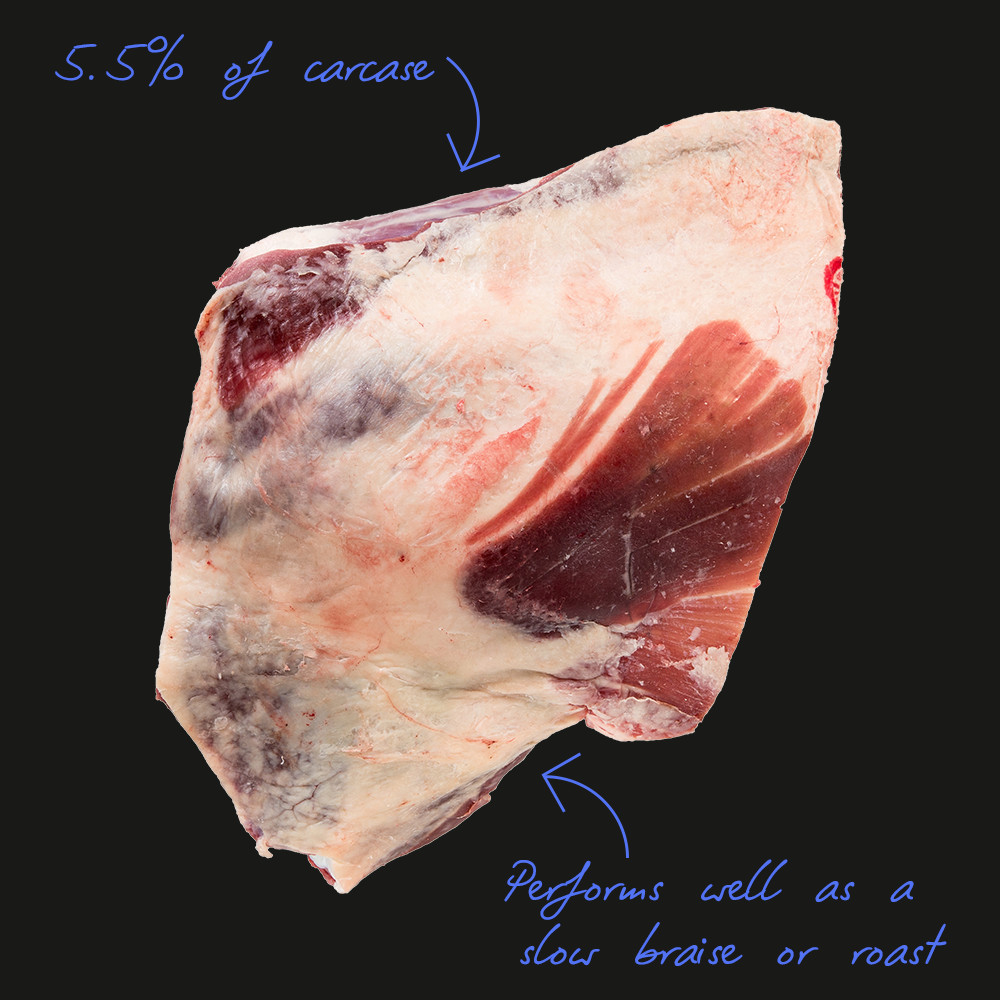 5.5% of carcase
Performs well as a
slow braise or roast